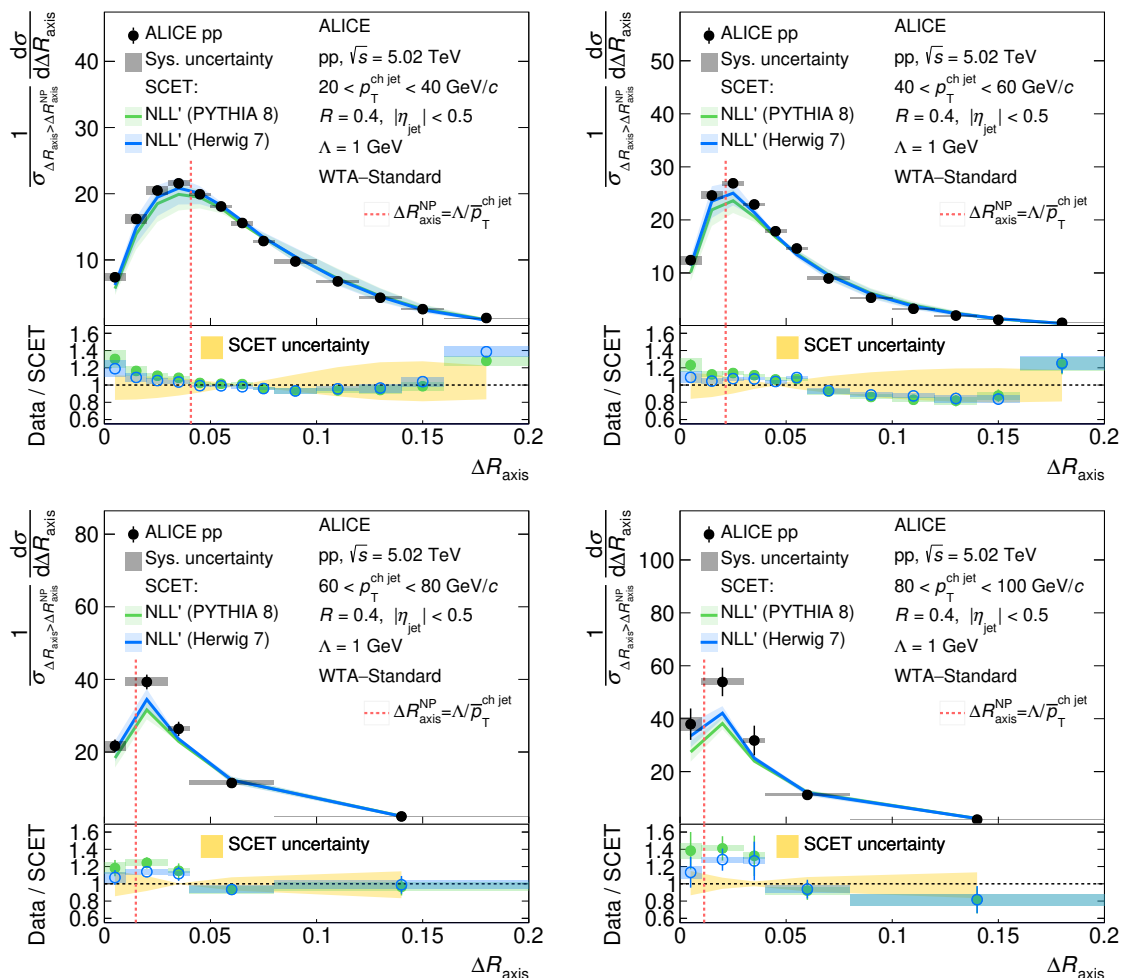 1/σ_{ΔR_axis>ΔR_axis^NP} dσ/dΔR_axis
40
30
20
10
ALICE pp
Sys. uncertainty
SCET:
NLL' (PYTHIA 8)
NLL' (Herwig 7)
ALICE
pp, √s = 5.02 TeV
20 < p_T^{ch jet} < 40 GeV/c
R = 0.4, |η_jet| < 0.5
Λ = 1 GeV
WTA–Standard
ΔR_axis^NP=Λ/p̅_T^{ch jet}
Data / SCET
1.6
1.4
1.2
1
0.8
0.6
SCET uncertainty
0 0.05 0.1 0.15 0.2
ΔR_axis
1/σ_{ΔR_axis>ΔR_axis^NP} dσ/dΔR_axis
50
40
30
20
10
ALICE pp
Sys. uncertainty
SCET:
NLL' (PYTHIA 8)
NLL' (Herwig 7)
ALICE
pp, √s = 5.02 TeV
40 < p_T^{ch jet} < 60 GeV/c
R = 0.4, |η_jet| < 0.5
Λ = 1 GeV
WTA–Standard
ΔR_axis^NP=Λ/p̅_T^{ch jet}
Data / SCET
1.6
1.4
1.2
1
0.8
0.6
SCET uncertainty
0 0.05 0.1 0.15 0.2
ΔR_axis
1/σ_{ΔR_axis>ΔR_axis^NP} dσ/dΔR_axis
80
60
40
20
ALICE pp
Sys. uncertainty
SCET:
NLL' (PYTHIA 8)
NLL' (Herwig 7)
ALICE
pp, √s = 5.02 TeV
60 < p_T^{ch jet} < 80 GeV/c
R = 0.4, |η_jet| < 0.5
Λ = 1 GeV
WTA–Standard
ΔR_axis^NP=Λ/p̅_T^{ch jet}
Data / SCET
1.6
1.4
1.2
1
0.8
0.6
SCET uncertainty
0 0.05 0.1 0.15 0.2
ΔR_axis
1/σ_{ΔR_axis>ΔR_axis^NP} dσ/dΔR_axis
100
80
60
40
20
ALICE pp
Sys. uncertainty
SCET:
NLL' (PYTHIA 8)
NLL' (Herwig 7)
ALICE
pp, √s = 5.02 TeV
80 < p_T^{ch jet} < 100 GeV/c
R = 0.4, |η_jet| < 0.5
Λ = 1 GeV
WTA–Standard
ΔR_axis^NP=Λ/p̅_T^{ch jet}
Data / SCET
1.6
1.4
1.2
1
0.8
0.6
SCET uncertainty
0 0.05 0.1 0.15 0.2
ΔR_axis